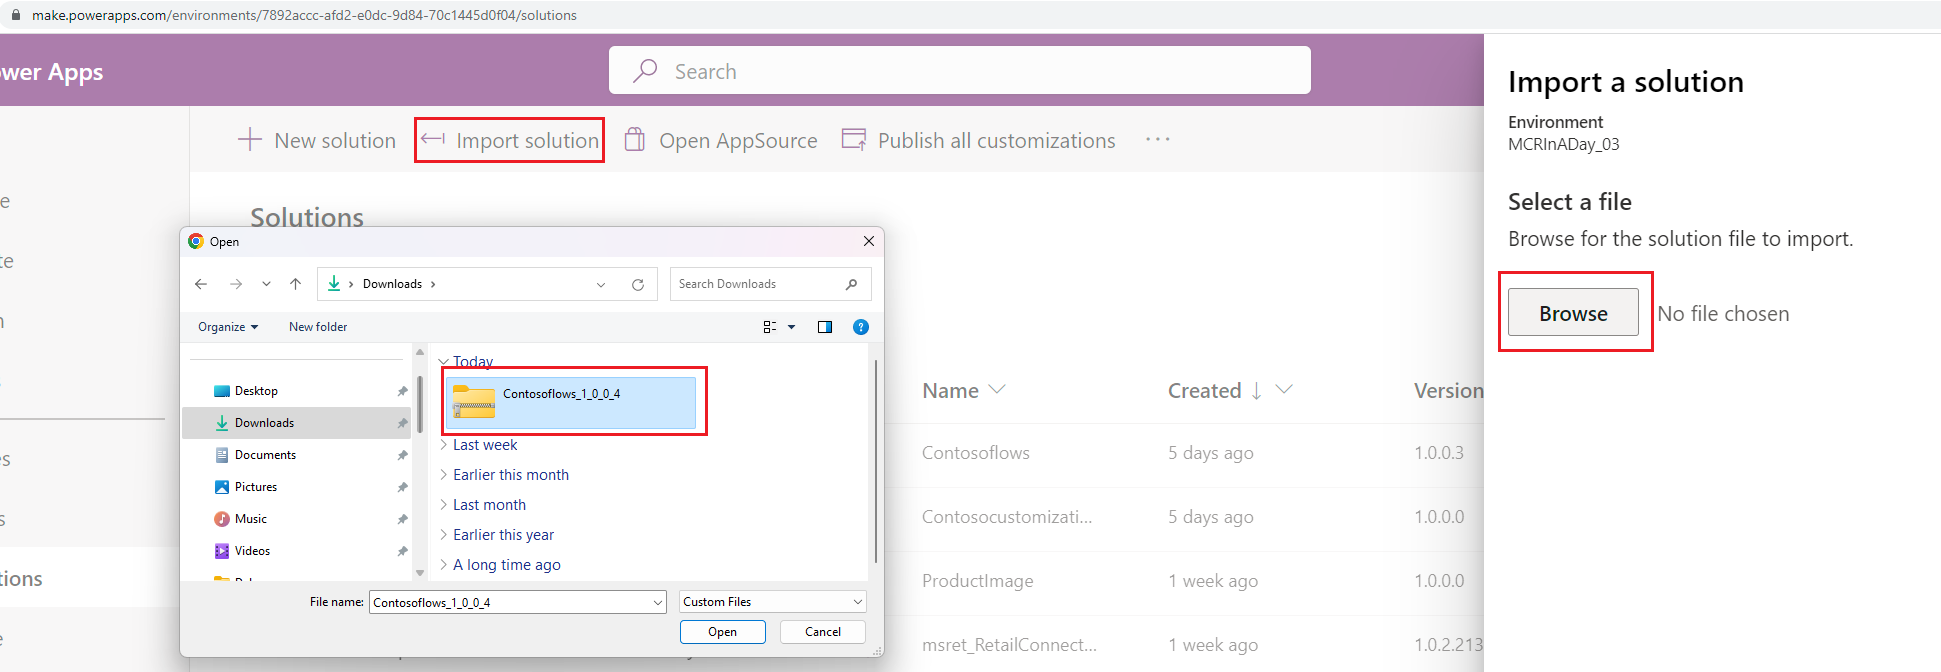 make.powerapps.com/environments/7892accc-afd2-e0dc-9d84-70c1445d0f04/solutions
wer Apps
Search
New solution
Import solution
Open AppSource
Publish all customizations
Solutions
Open
Downloads
Search Downloads
Organize
New folder
Desktop
Downloads
Documents
Pictures
Music
Videos
Today
Contosoflows_1_0_0_4
Last week
Earlier this month
Last month
Earlier this year
A long time ago
File name:
Contosoflows_1_0_0_4
Custom Files
Open
Cancel
tions
Name
Created
Version
Contosoflows
5 days ago
1.0.0.3
Contosocustomizati...
5 days ago
1.0.0.0
ProductImage
1 week ago
1.0.0.0
msret_RetailConnect...
1 week ago
1.0.2.213
Import a solution
Environment
MCRInADay_03
Select a file
Browse for the solution file to import.
Browse
No file chosen